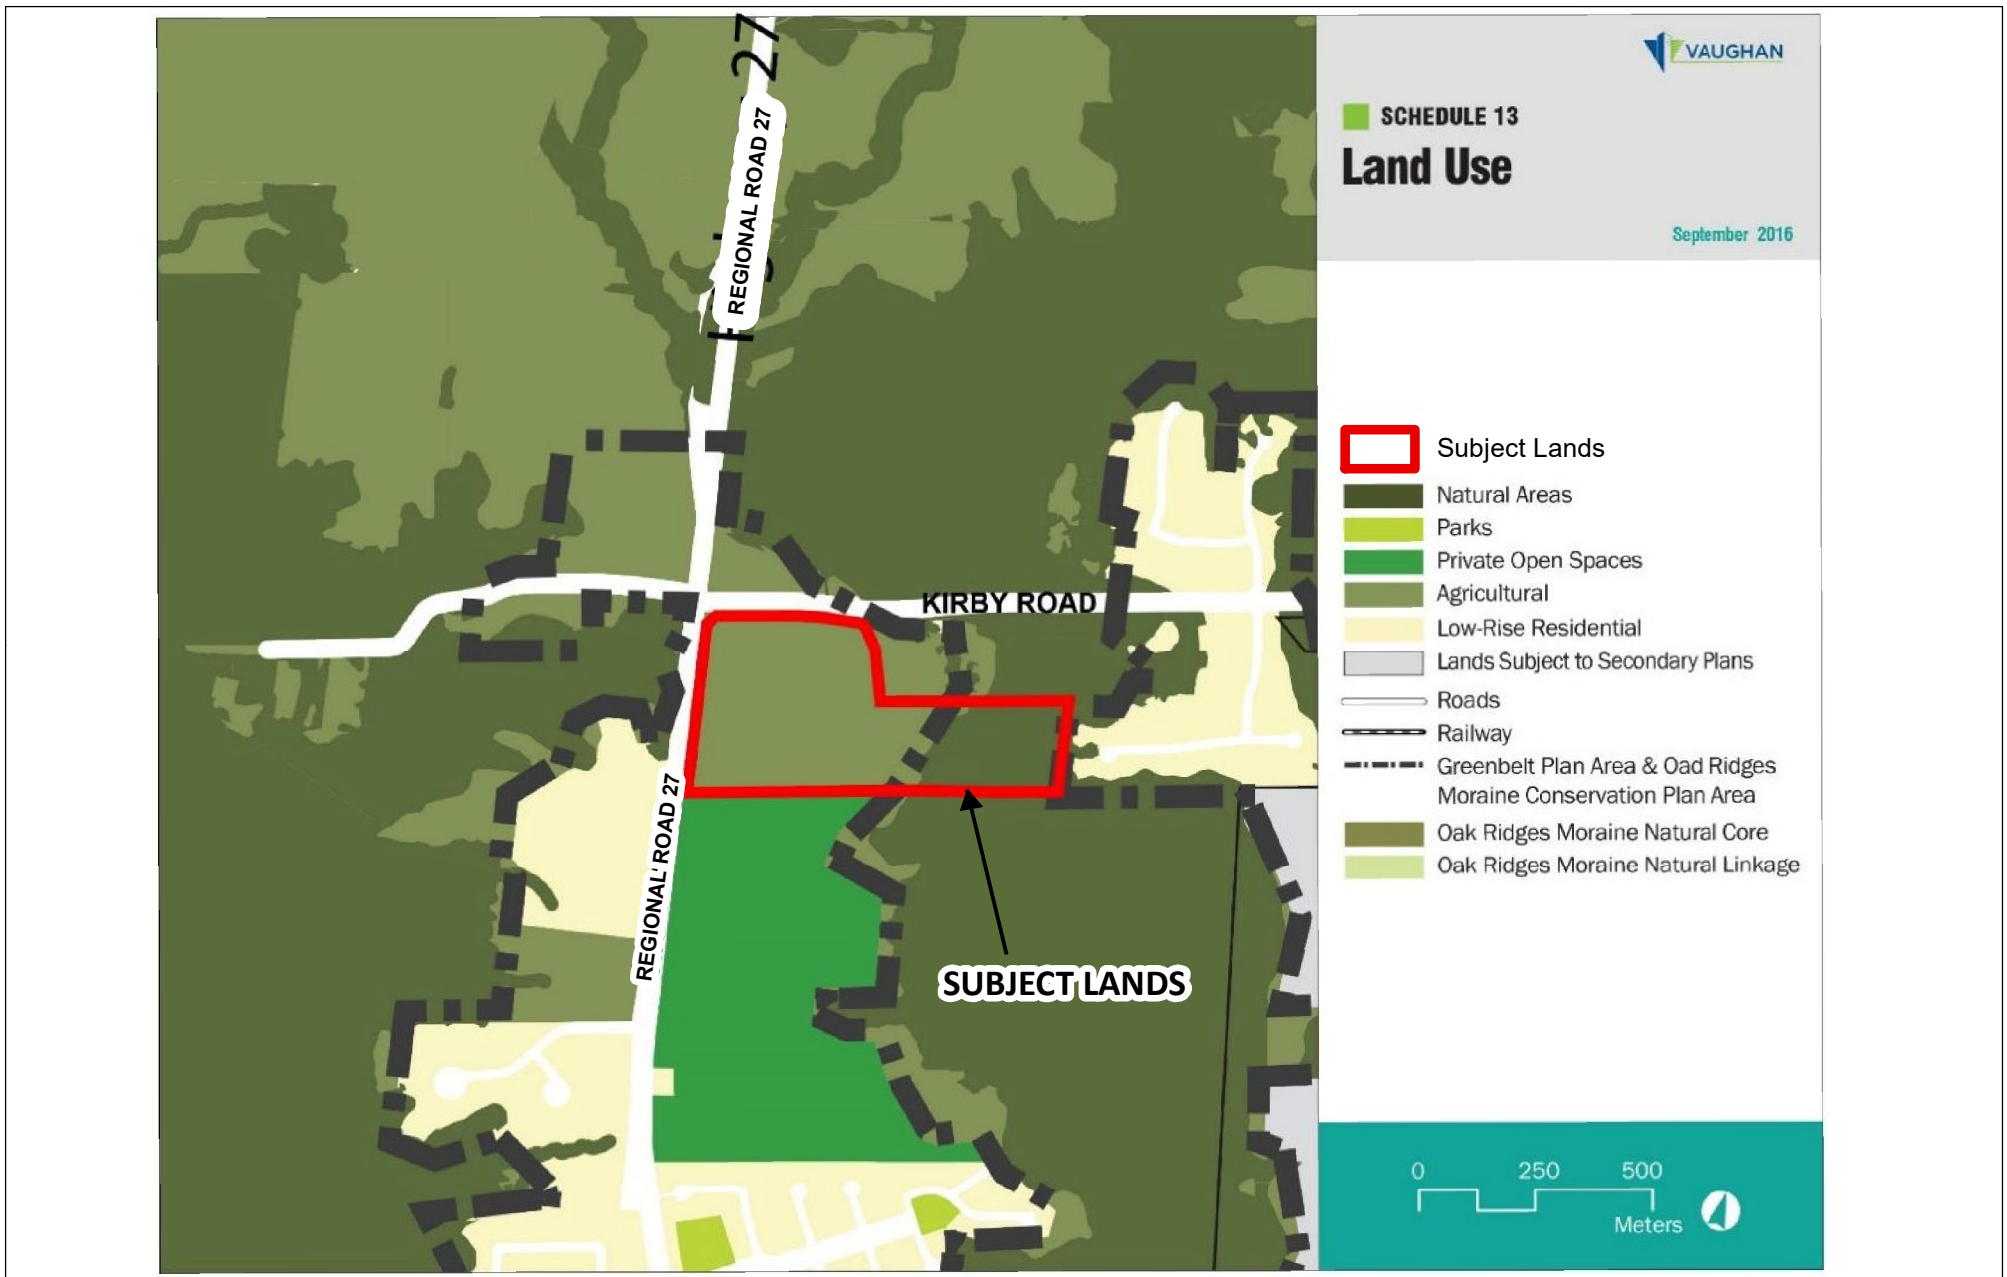 27
REGIONAL ROAD 27
KIRBY ROAD
REGIONAL ROAD 27
SUBJECT LANDS
VAUGHAN
SCHEDULE 13
Land Use
September 2016
Subject Lands
Natural Areas
Parks
Private Open Spaces
Agricultural
Low-Rise Residential
Lands Subject to Secondary Plans
Roads
Railway
Greenbelt Plan Area & Oad Ridges
Moraine Conservation Plan Area
Oak Ridges Moraine Natural Core
Oak Ridges Moraine Natural Linkage
0 250 500
Meters